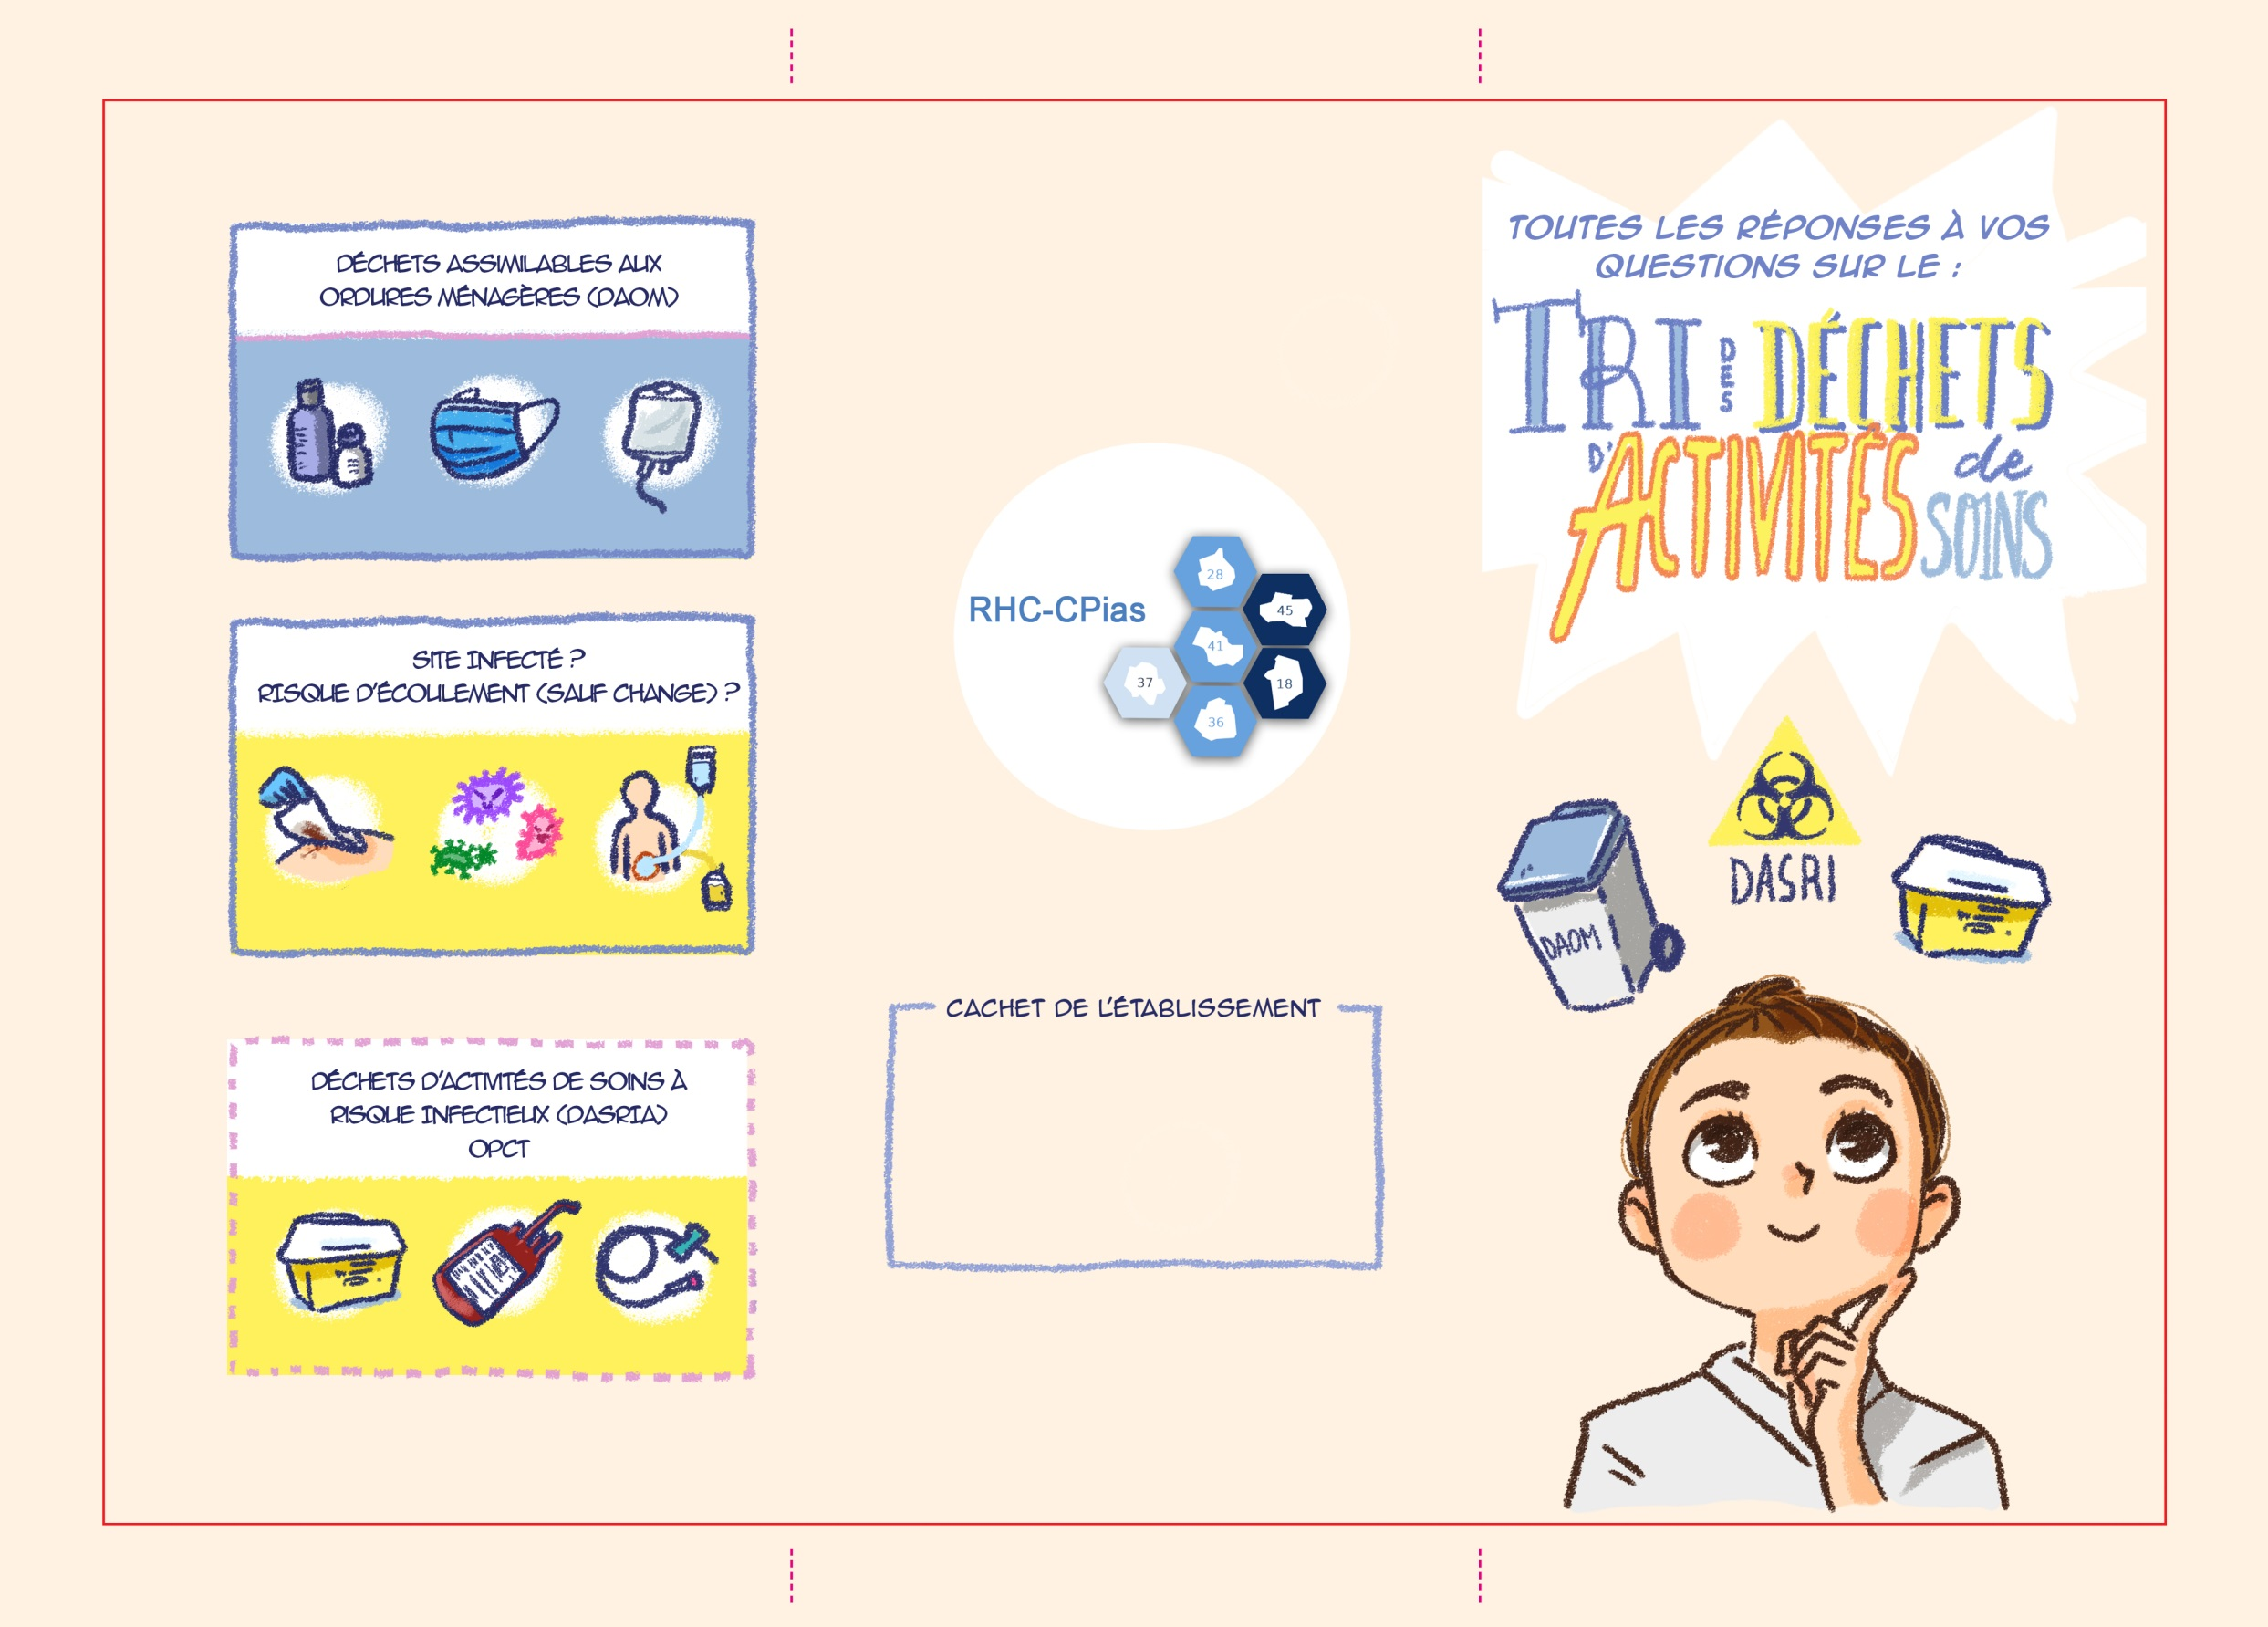 DÉCHETS ASSIMILABLES AUX
ORDURES MÉNAGÈRES (DAOM)
SITE INFECTÉ ?
RISQUE D'ÉCOULEMENT (SAUF CHANGE) ?
DÉCHETS D'ACTIVITÉS DE SOINS À
RISQUE INFECTIEUX (DASRIA)
OPCT
RHC-CPias
28
45
41
37
18
36
CACHET DE L'ÉTABLISSEMENT
TOUTES LES RÉPONSES À VOS
QUESTIONS SUR LE :
TRI DES DÉCHETS
D'ACTIVITÉS de
SOINS
DASRI
DAOM